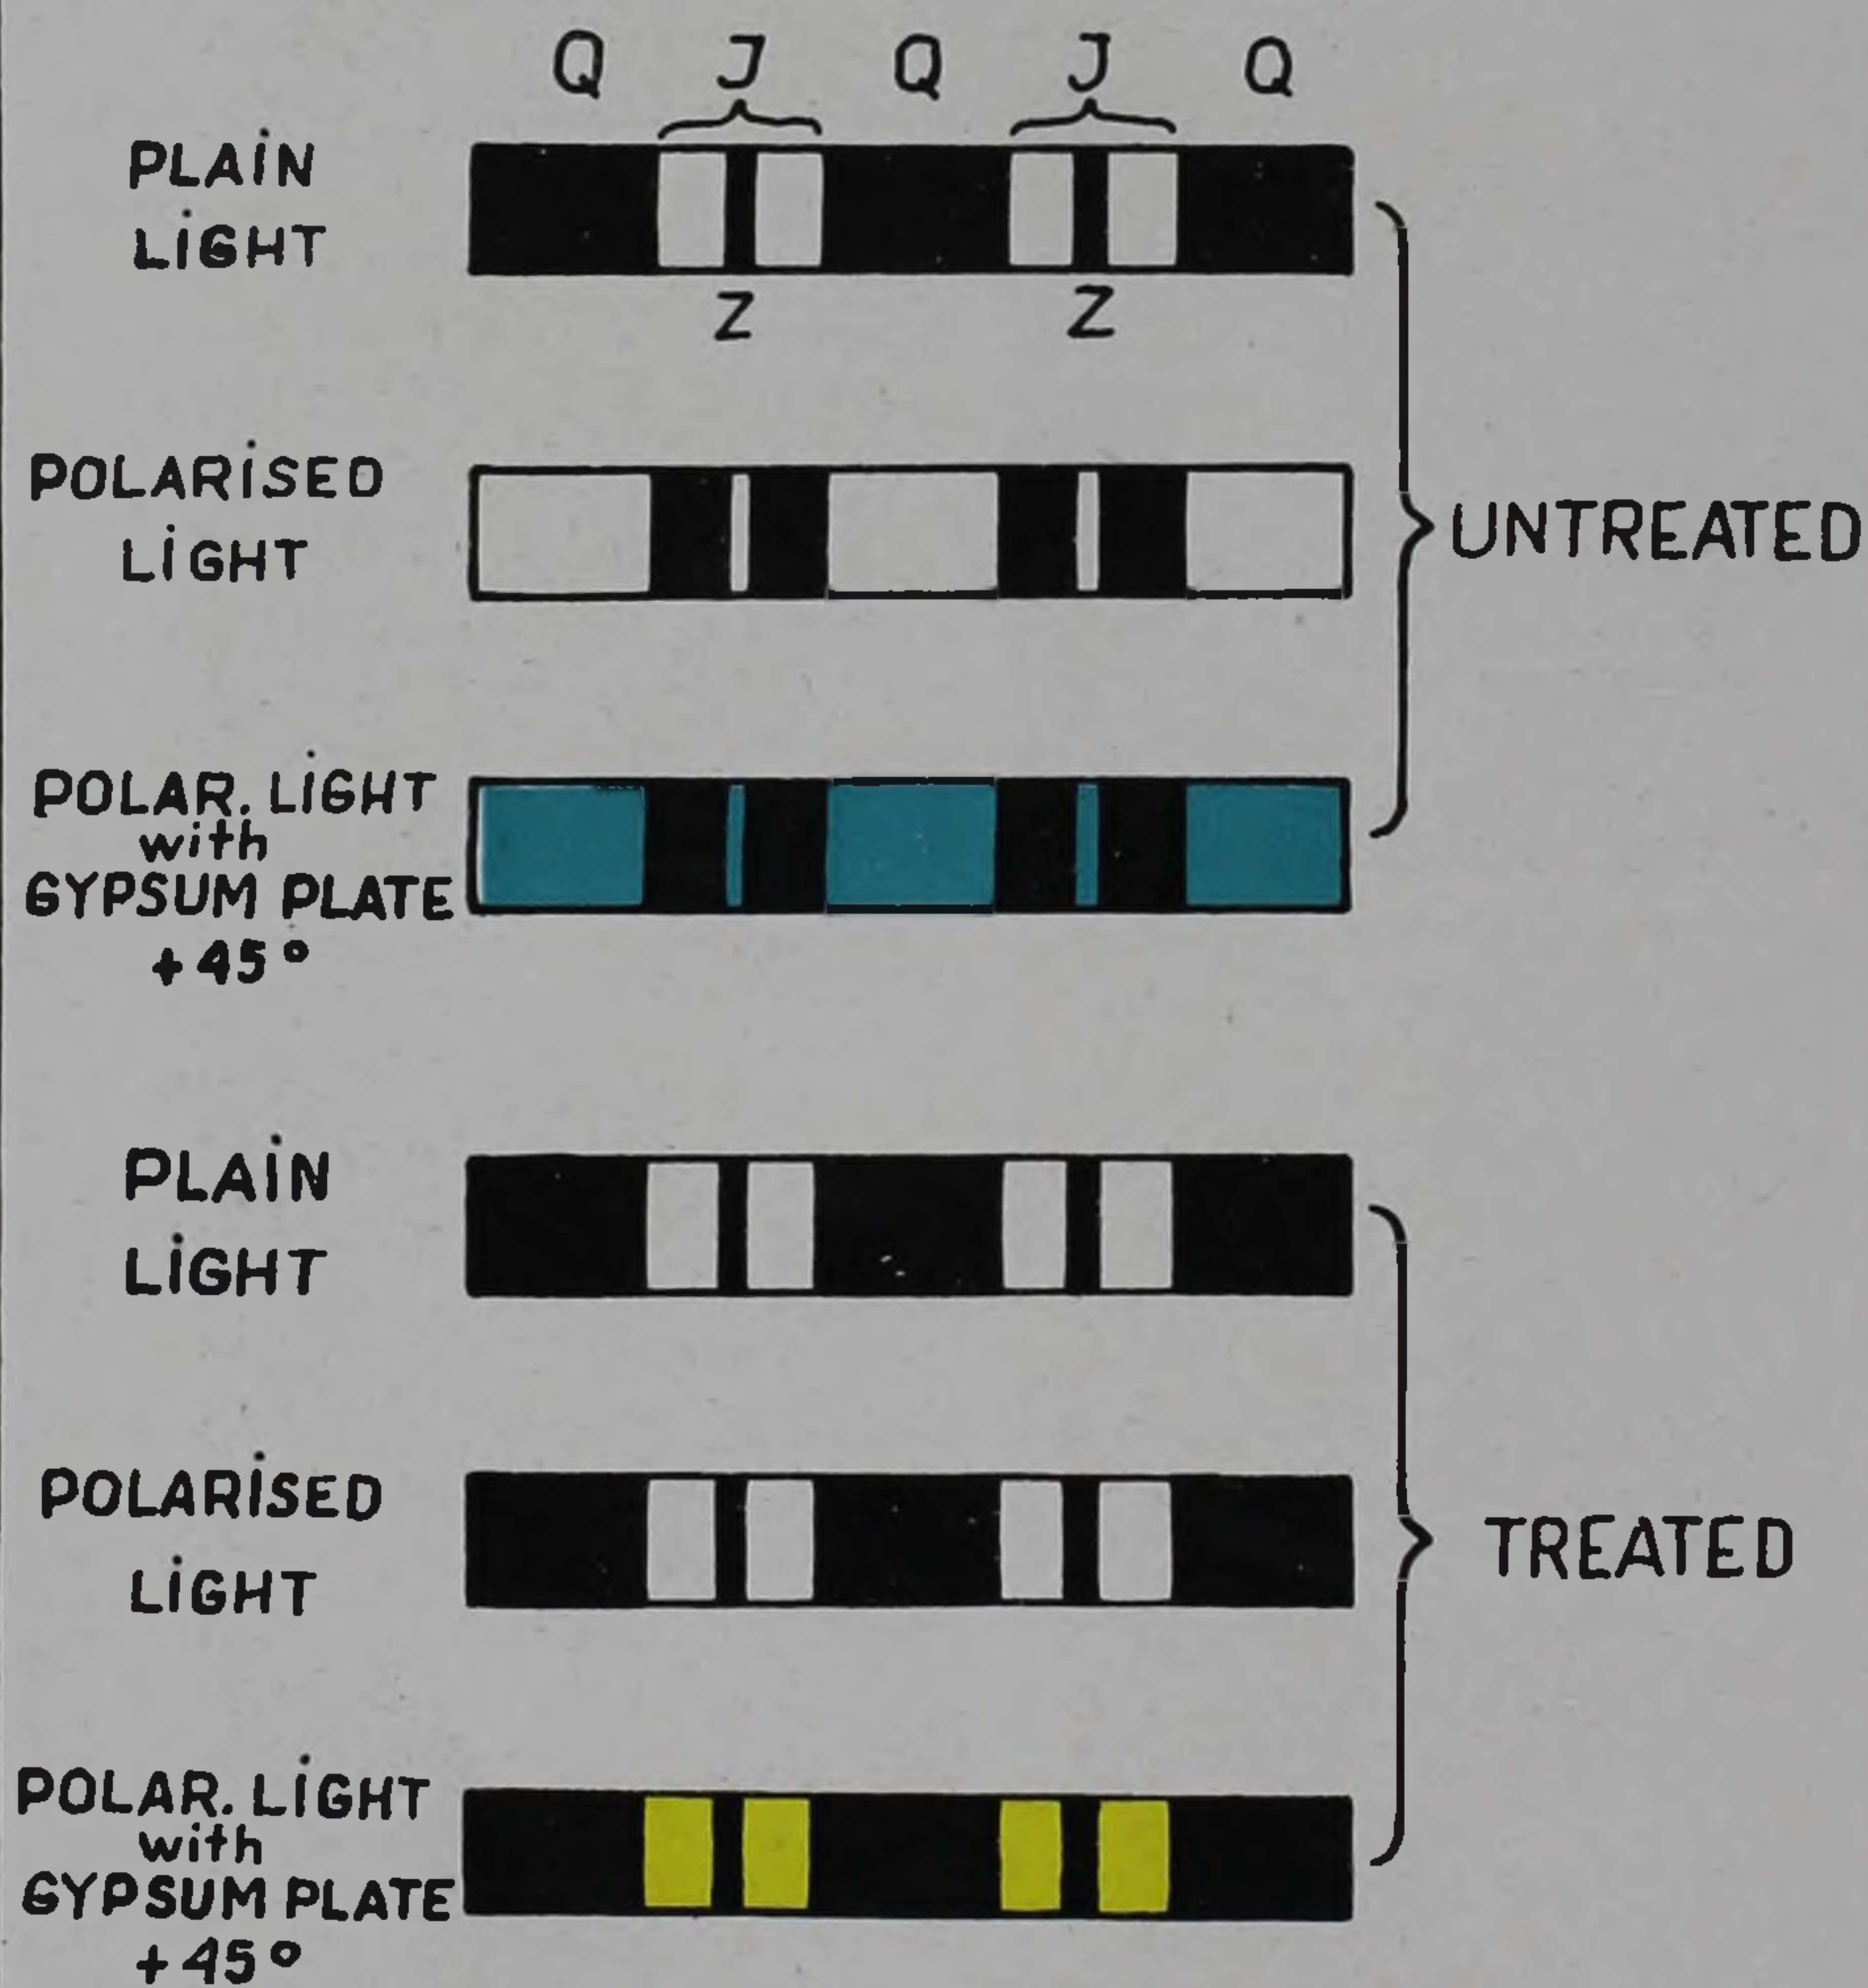 Q J Q J Q
PLAIN
LIGHT
Z Z
POLARISED
LIGHT
UNTREATED
POLAR. LIGHT
with
GYPSUM PLATE
+45°
PLAIN
LIGHT
POLARISED
LIGHT
TREATED
POLAR. LIGHT
with
GYPSUM PLATE
+45°